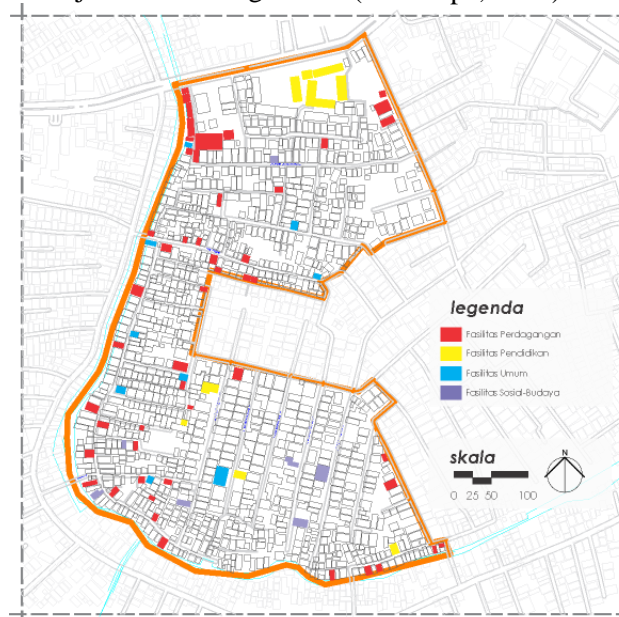 legenda
Fasilitas Perdagangan
Fasilitas Pendidikan
Fasilitas Umum
Fasilitas Sosial-Budaya
skala
N
0 25 50 100